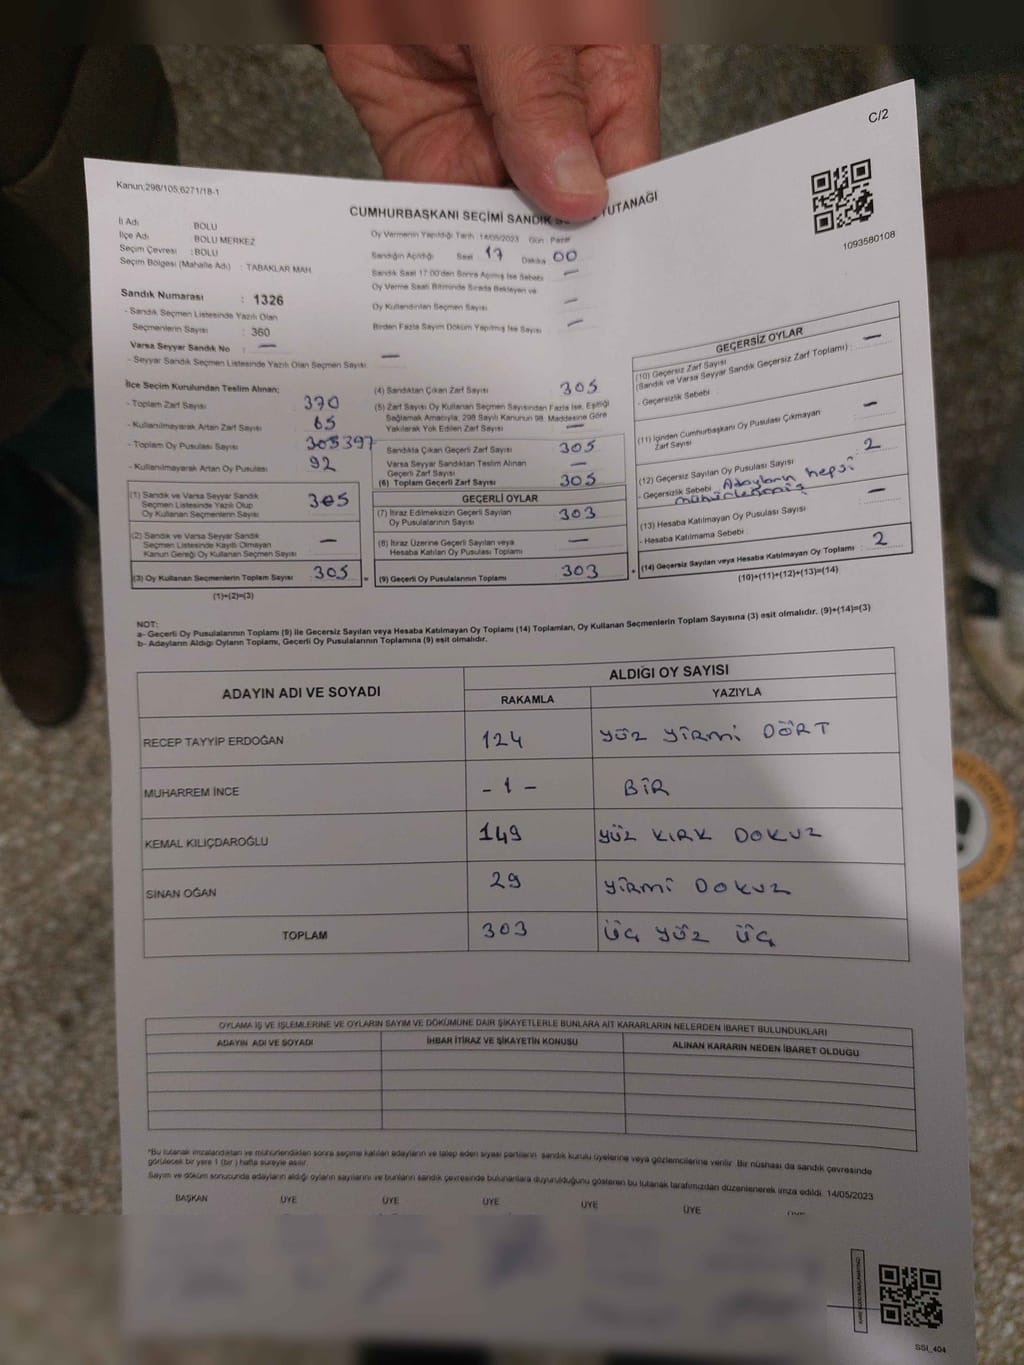 C/2
Kanun;298/105;6271/18-1
CUMHURBAŞKANI SEÇİMİ SANDIK TUTANAĞI
1093580108
İl Adı : BOLU
İlçe Adı : BOLU MERKEZ
Seçim Çevresi : BOLU
Seçim Bölgesi (Mahalle Adı) : TABAKLAR MAH
Sandık Numarası : 1326
- Sandık Seçmen Listesinde Yazılı Olan
Seçmenlerin Sayısı : 360
Varsa Seyyar Sandık No : —
- Seyyar Sandık Seçmen Listesinde Yazılı Olan Seçmen Sayısı : —
Oy Vermenin Yapıldığı Tarih : 14/05/2023 Gün : Pazar
Sandığın Açıldığı Saat 17 Dakika 00
Sandık Saat 17:00'den Sonra Açılmış İse Sebebi —
Oy Verme Saati Bitiminde Sırada Bekleyen ve
Oy Kullandırılan Seçmen Sayısı —
Birden Fazla Sayım Döküm Yapılmış İse Sayısı —
İlçe Seçim Kurulundan Teslim Alınan;
- Toplam Zarf Sayısı : 370
- Kullanılmayarak Artan Zarf Sayısı : 65
- Toplam Oy Pusulası Sayısı : 305 397
- Kullanılmayarak Artan Oy Pusulası : 92
(1) Sandık ve Varsa Seyyar Sandık
Seçmen Listesinde Yazılı Olup
Oy Kullanan Seçmenlerin Sayısı : 305
(2) Sandık ve Varsa Seyyar Sandık
Seçmen Listesinde Kayıtlı Olmayan
Kanun Gereği Oy Kullanan Seçmen Sayısı : —
(3) Oy Kullanan Seçmenlerin Toplam Sayısı : 305 =
(1)+(2)=(3)
(4) Sandıktan Çıkan Zarf Sayısı : 305
(5) Zarf Sayısı Oy Kullanan Seçmen Sayısından Fazla İse, Eşitliği
Sağlamak Amacıyla; 298 Sayılı Kanunun 98. Maddesine Göre
Yakılarak Yok Edilen Zarf Sayısı : —
Sandıkta Çıkan Geçerli Zarf Sayısı : 305
Varsa Seyyar Sandıktan Teslim Alınan
Geçerli Zarf Sayısı : —
(6) Toplam Geçerli Zarf Sayısı : 305
GEÇERLİ OYLAR
(7) İtiraz Edilmeksizin Geçerli Sayılan
Oy Pusulalarının Sayısı : 303
(8) İtiraz Üzerine Geçerli Sayılan veya
Hesaba Katılan Oy Pusulası Toplamı : —
(9) Geçerli Oy Pusulalarının Toplamı : 303 +
GEÇERSİZ OYLAR
(10) Geçersiz Zarf Sayısı
(Sandık ve Varsa Seyyar Sandık Geçersiz Zarf Toplamı) : —
- Geçersizlik Sebebi :
(11) İçinden Cumhurbaşkanı Oy Pusulası Çıkmayan
Zarf Sayısı : —
(12) Geçersiz Sayılan Oy Pusulası Sayısı : 2
- Geçersizlik Sebebi : Adayların hepsi
mühürlenmiş
(13) Hesaba Katılmayan Oy Pusulası Sayısı : —
- Hesaba Katılmama Sebebi :
(14) Geçersiz Sayılan veya Hesaba Katılmayan Oy Toplamı : 2
(10)+(11)+(12)+(13)=(14)
NOT:
a- Geçerli Oy Pusulalarının Toplamı (9) ile Geçersiz Sayılan veya Hesaba Katılmayan Oy Toplamı (14) Toplamları, Oy Kullanan Seçmenlerin Toplam Sayısına (3) eşit olmalıdır. (9)+(14)=(3)
b- Adayların Aldığı Oyların Toplamı, Geçerli Oy Pusulalarının Toplamına (9) eşit olmalıdır.
ADAYIN ADI VE SOYADI ALDIĞI OY SAYISI
RAKAMLA YAZIYLA
RECEP TAYYİP ERDOĞAN 124 YÜZ YİRMİ DÖRT
MUHARREM İNCE - 1 - BİR
KEMAL KILIÇDAROĞLU 149 YÜZ KIRK DOKUZ
SİNAN OĞAN 29 YİRMİ DOKUZ
TOPLAM 303 ÜÇ YÜZ ÜÇ
OYLAMA İŞ VE İŞLEMLERİNE VE OYLARIN SAYIM VE DÖKÜMÜNE DAİR ŞİKAYETLERLE BUNLARA AİT KARARLARIN NELERDEN İBARET BULUNDUKLARI
ADAYIN ADI VE SOYADI İHBAR İTİRAZ VE ŞİKAYETİN KONUSU ALINAN KARARIN NEDEN İBARET OLDUĞU
*Bu tutanak imzalandıktan ve mühürlendikten sonra seçime katılan adayların ve talep eden siyasi partilerin sandık kurulu üyelerine veya gözlemcilerine verilir. Bir nüshası da sandık çevresinde
görülecek bir yere 1 (bir) hafta süreyle asılır.
Sayım ve döküm sonucunda adayların aldığı oyların sayılarını ve bunların sandık çevresinde bulunanlara duyurulduğunu gösteren bu tutanak tarafımızdan düzenlenerek imza edildi. 14/05/2023
BAŞKAN ÜYE ÜYE ÜYE ÜYE ÜYE
SSI_404